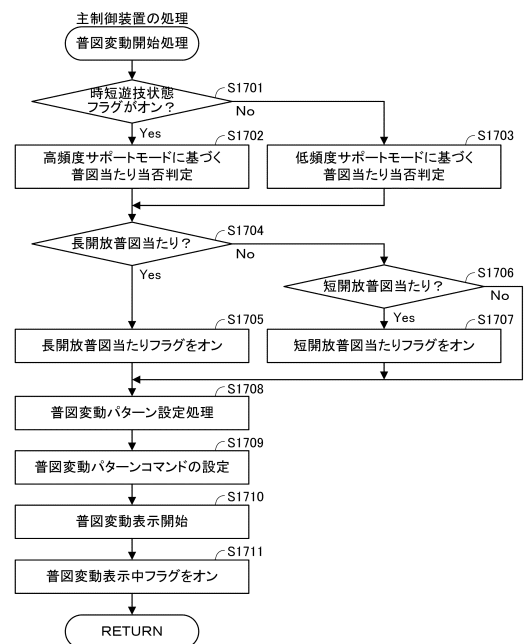 主制御装置の処理
普図変動開始処理
S1701
時短遊技状態
フラグがオン？
No
Yes
S1702
高頻度サポートモードに基づく
普図当たり当否判定
S1703
低頻度サポートモードに基づく
普図当たり当否判定
S1704
長開放普図当たり？
No
Yes
S1706
短開放普図当たり？
No
Yes
S1705
長開放普図当たりフラグをオン
S1707
短開放普図当たりフラグをオン
S1708
普図変動パターン設定処理
S1709
普図変動パターンコマンドの設定
S1710
普図変動表示開始
S1711
普図変動表示中フラグをオン
RETURN